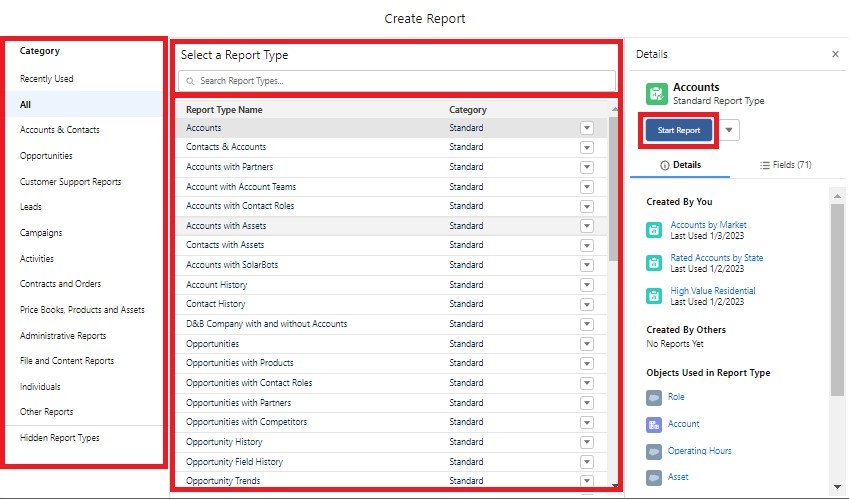 Create Report
Category
Recently Used
All
Accounts & Contacts
Opportunities
Customer Support Reports
Leads
Campaigns
Activities
Contracts and Orders
Price Books, Products and Assets
Administrative Reports
File and Content Reports
Individuals
Other Reports
Hidden Report Types
Select a Report Type
Search Report Types...
Report Type Name Category
Accounts Standard
Contacts & Accounts Standard
Accounts with Partners Standard
Account with Account Teams Standard
Accounts with Contact Roles Standard
Accounts with Assets Standard
Contacts with Assets Standard
Accounts with SolarBots Standard
Account History Standard
Contact History Standard
D&B Company with and without Accounts Standard
Opportunities Standard
Opportunities with Products Standard
Opportunities with Contact Roles Standard
Opportunities with Partners Standard
Opportunities with Competitors Standard
Opportunity History Standard
Opportunity Field History Standard
Opportunity Trends Standard
Details
Accounts
Standard Report Type
Start Report
Details Fields (71)
Created By You
Accounts by Market
Last Used 1/3/2023
Rated Accounts by State
Last Used 1/2/2023
High Value Residential
Last Used 1/2/2023
Created By Others
No Reports Yet
Objects Used in Report Type
Role
Account
Operating Hours
Asset